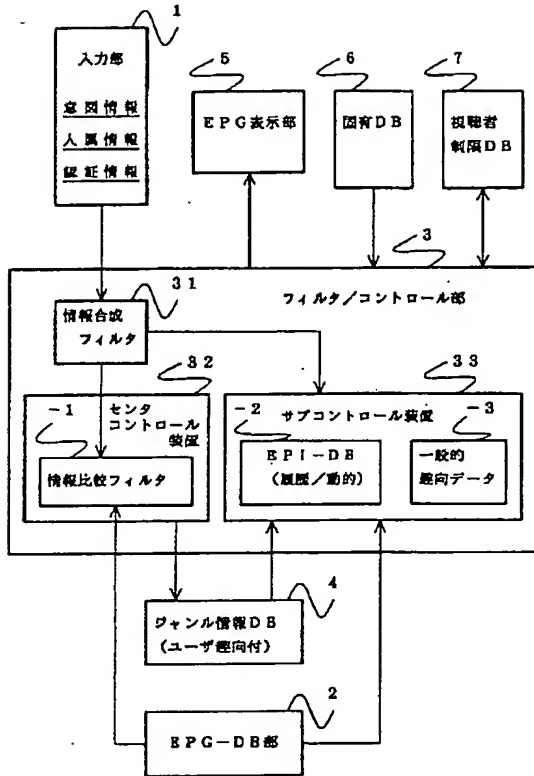 1
入力部
意図情報
人属情報
認証情報
5
EPG表示部
6
固有DB
7
視聴者
制限DB
3
フィルタ/コントロール部
31
情報合成
フィルタ
32
センタ
コントロール
装置
-1
情報比較フィルタ
33
サブコントロール装置
-2
EPI-DB
(履歴/動的)
-3
一般的
趣向データ
4
ジャンル情報DB
(ユーザ趣向付)
2
EPG-DB部